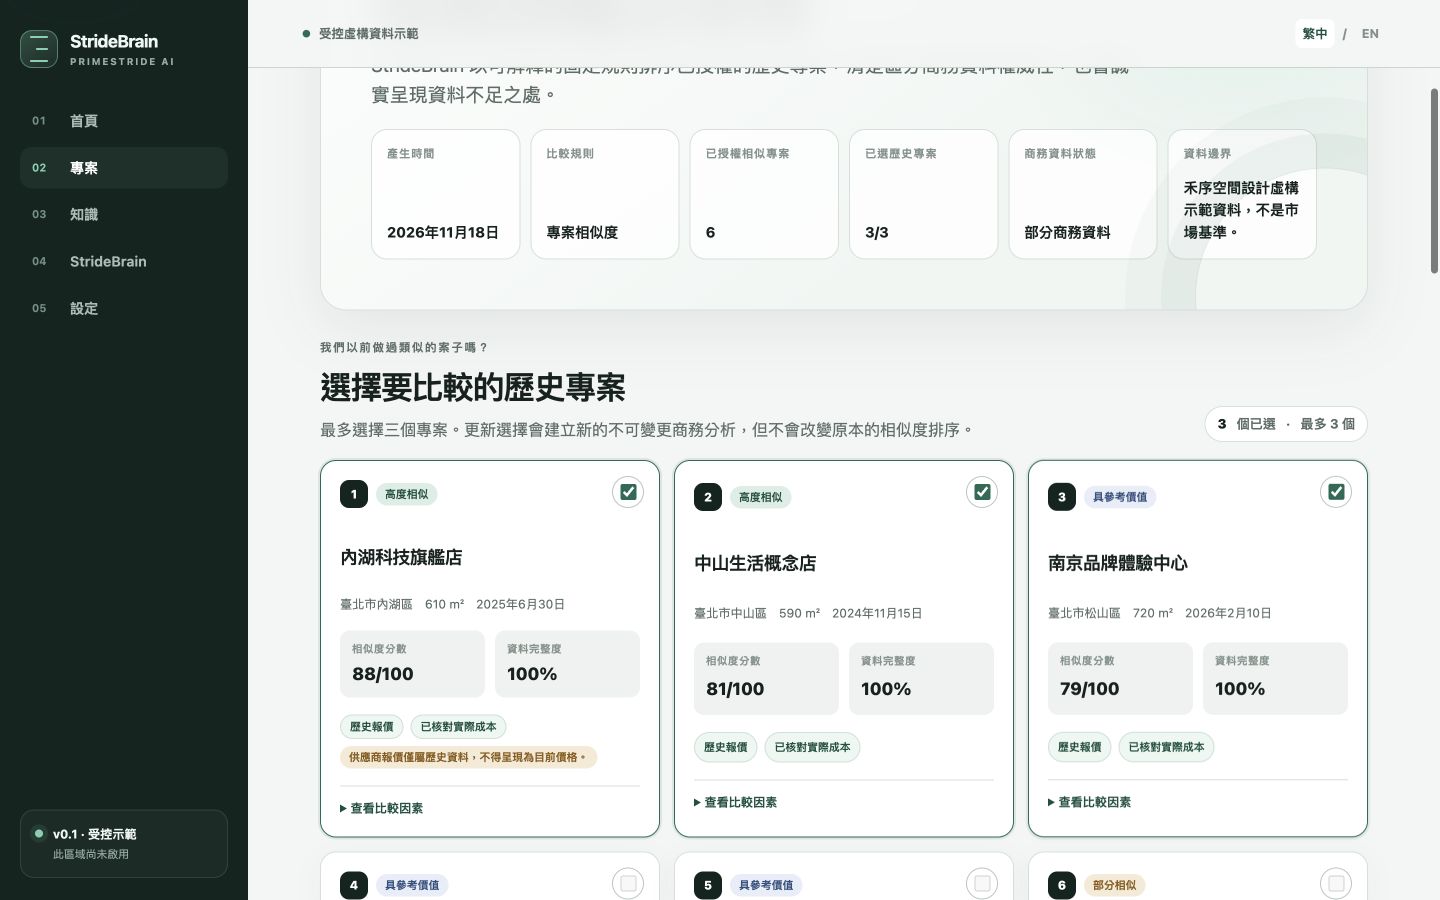 StrideBrain
PRIMESTRIDE AI
01 首頁
02 專案
03 知識
04 StrideBrain
05 設定
v0.1 · 受控示範
此區域尚未啟用
受控虛構資料示範
繁中 / EN
實呈現資料不足之處。
產生時間
2026年11月18日
比較規則
專案相似度
已授權相似專案
6
已選歷史專案
3/3
商務資料狀態
部分商務資料
資料邊界
禾序空間設計虛構
示範資料，不是市
場基準。
我們以前做過類似的案子嗎？
選擇要比較的歷史專案
最多選擇三個專案。更新選擇會建立新的不可變更商務分析，但不會改變原本的相似度排序。
3 個已選 · 最多 3 個
1 高度相似
內湖科技旗艦店
臺北市內湖區 610 m² 2025年6月30日
相似度分數
88/100
資料完整度
100%
歷史報價 已核對實際成本
供應商報價僅屬歷史資料，不得呈現為目前價格。
▶ 查看比較因素
2 高度相似
中山生活概念店
臺北市中山區 590 m² 2024年11月15日
相似度分數
81/100
資料完整度
100%
歷史報價 已核對實際成本
▶ 查看比較因素
3 具參考價值
南京品牌體驗中心
臺北市松山區 720 m² 2026年2月10日
相似度分數
79/100
資料完整度
100%
歷史報價 已核對實際成本
▶ 查看比較因素
4 具參考價值
5 具參考價值
6 部分相似